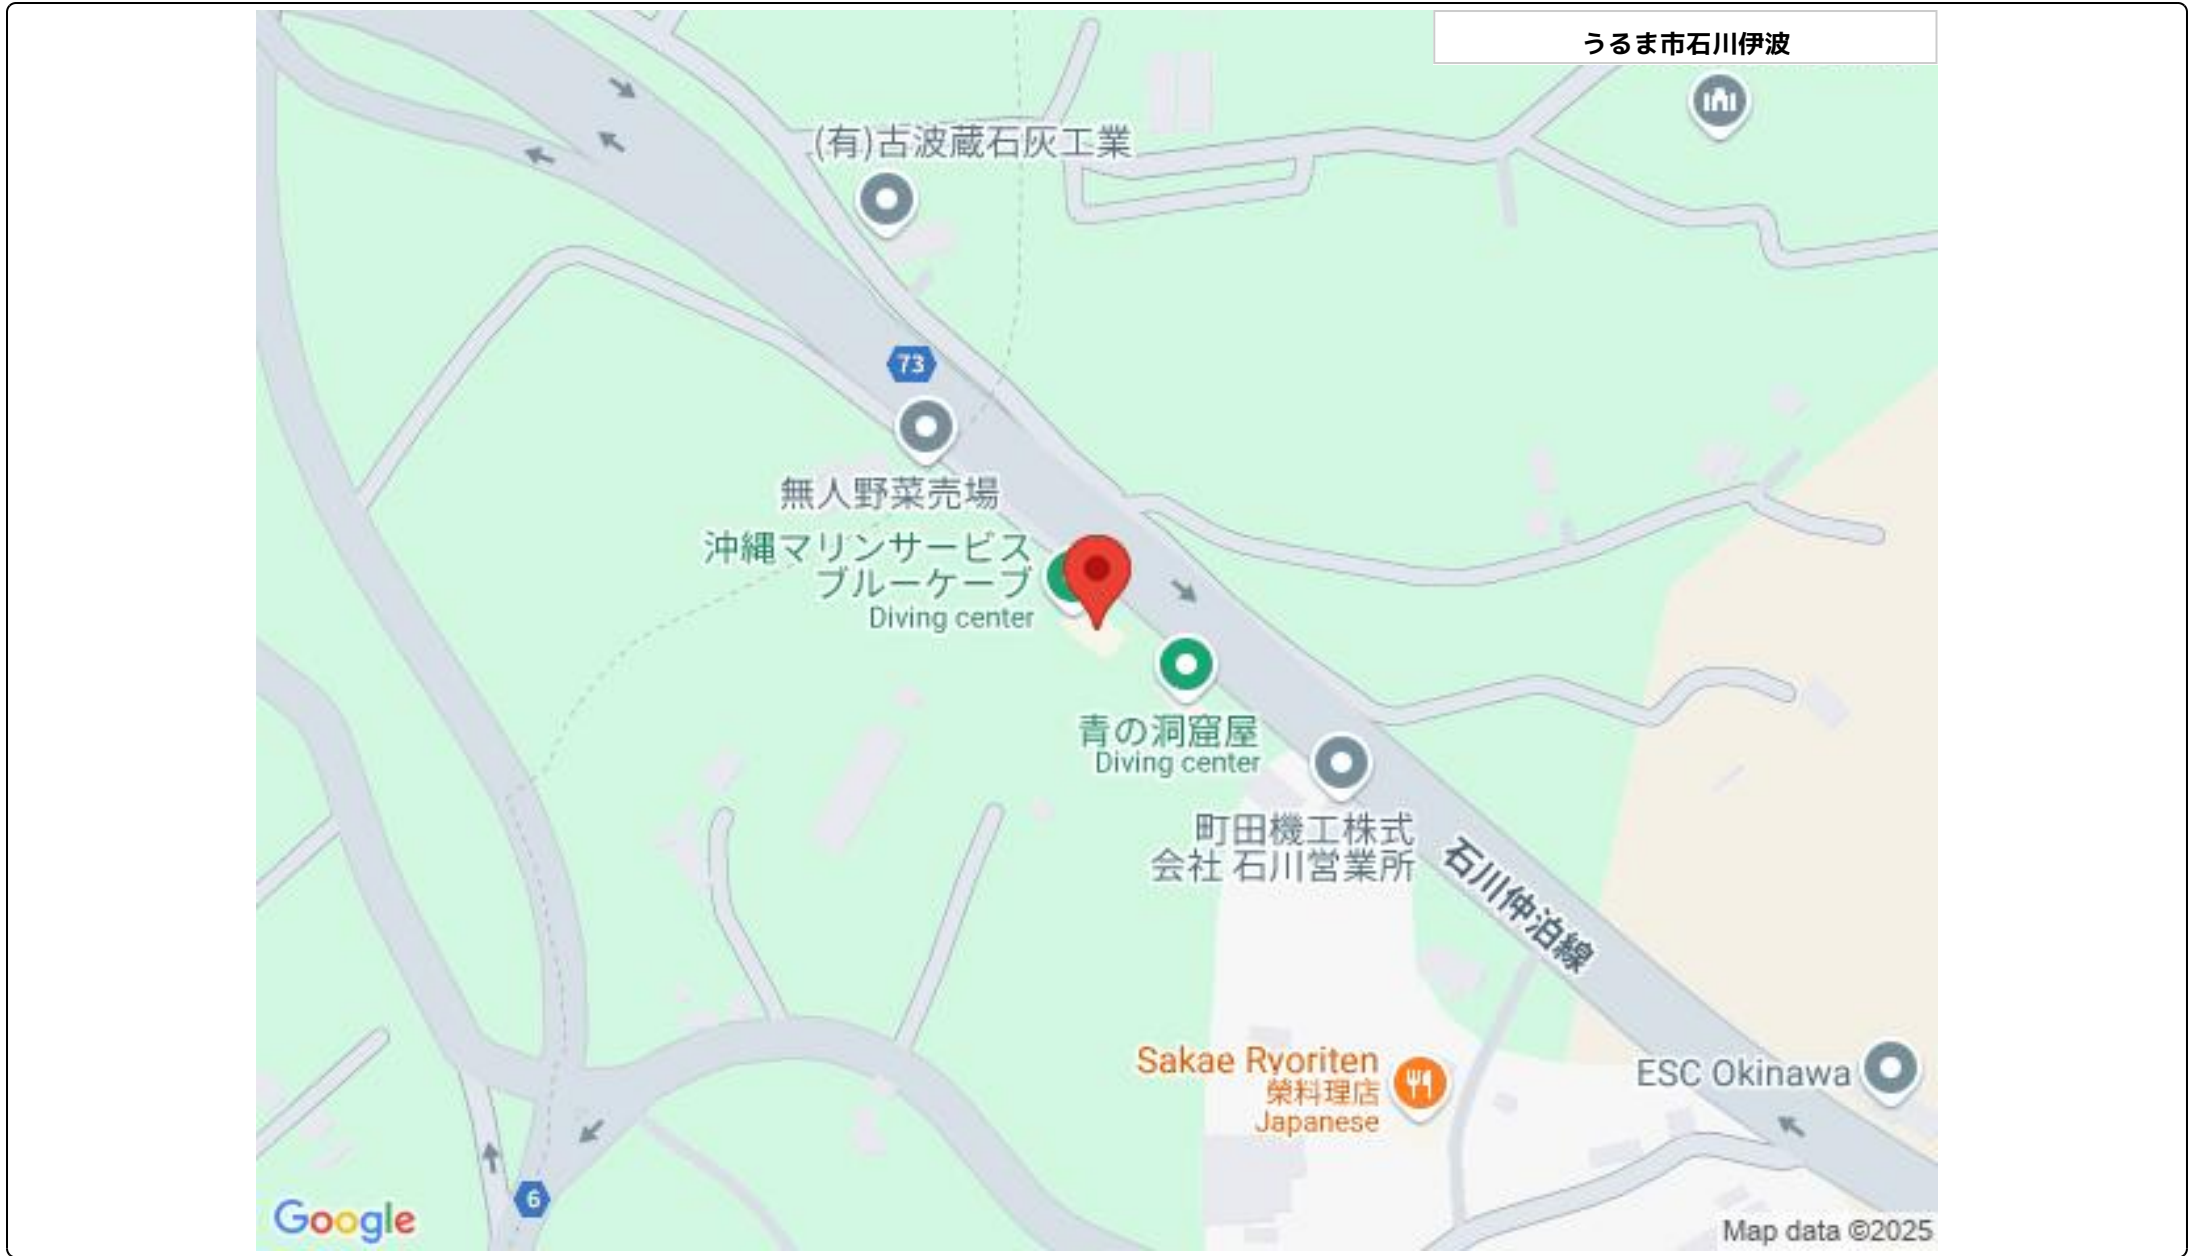 うるま市石川伊波
(有)古波蔵石灰工業
73
無人野菜売場
沖縄マリンサービス
ブルーケーブ
Diving center
青の洞窟屋
Diving center
町田機工株式
会社 石川営業所
石川仲泊線
Sakae Ryoriten
榮料理店
Japanese
ESC Okinawa
6
Google
Map data ©2025